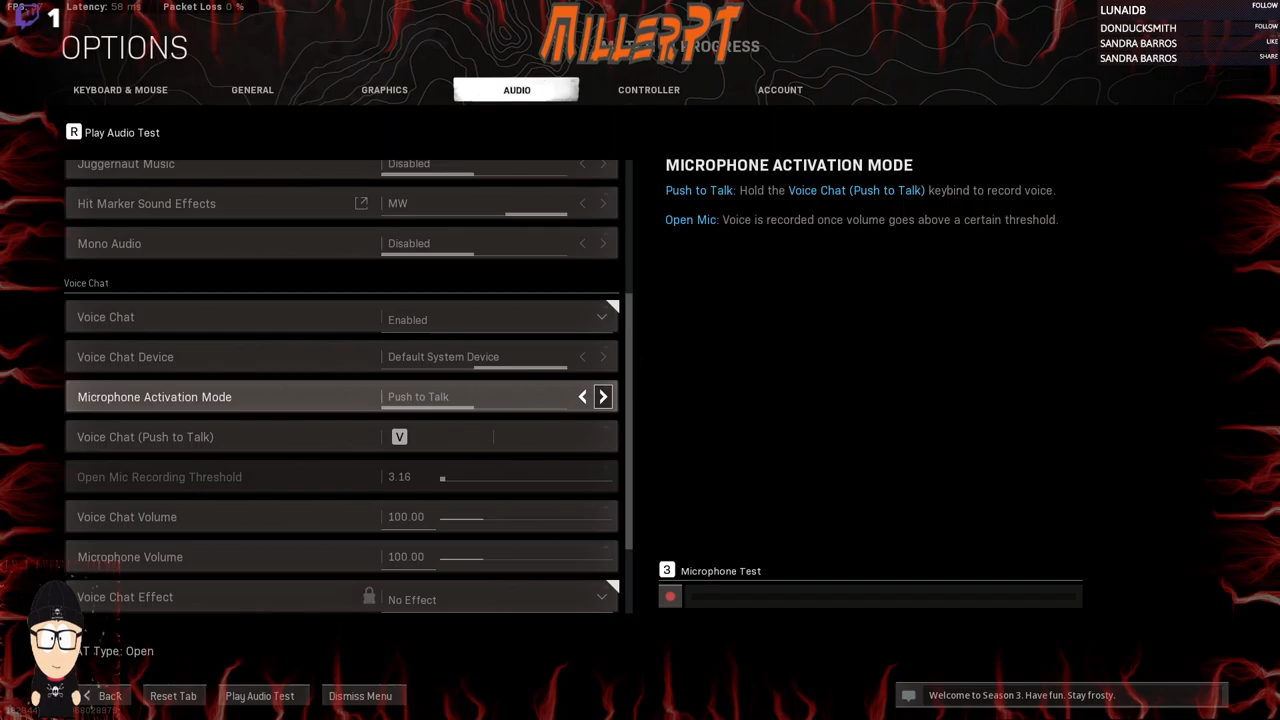 Latency: 58 ms Packet Loss 0 %
1
OPTIONS
MILLERPT
PROGRESS
LUNAIDB FOLLOW
DONDUCKSMITH FOLLOW
SANDRA BARROS LIKE
SANDRA BARROS SHARE
KEYBOARD & MOUSE GENERAL GRAPHICS AUDIO CONTROLLER ACCOUNT
R Play Audio Test
Juggernaut Music Disabled
Hit Marker Sound Effects MW
Mono Audio Disabled
Voice Chat
Voice Chat Enabled
Voice Chat Device Default System Device
Microphone Activation Mode Push to Talk
Voice Chat (Push to Talk) V
Open Mic Recording Threshold 3.16
Voice Chat Volume 100.00
Microphone Volume 100.00
Voice Chat Effect No Effect
MICROPHONE ACTIVATION MODE
Push to Talk: Hold the Voice Chat (Push to Talk) keybind to record voice.
Open Mic: Voice is recorded once volume goes above a certain threshold.
3 Microphone Test
AT Type: Open
Back Reset Tab Play Audio Test Dismiss Menu
Welcome to Season 3. Have fun. Stay frosty.